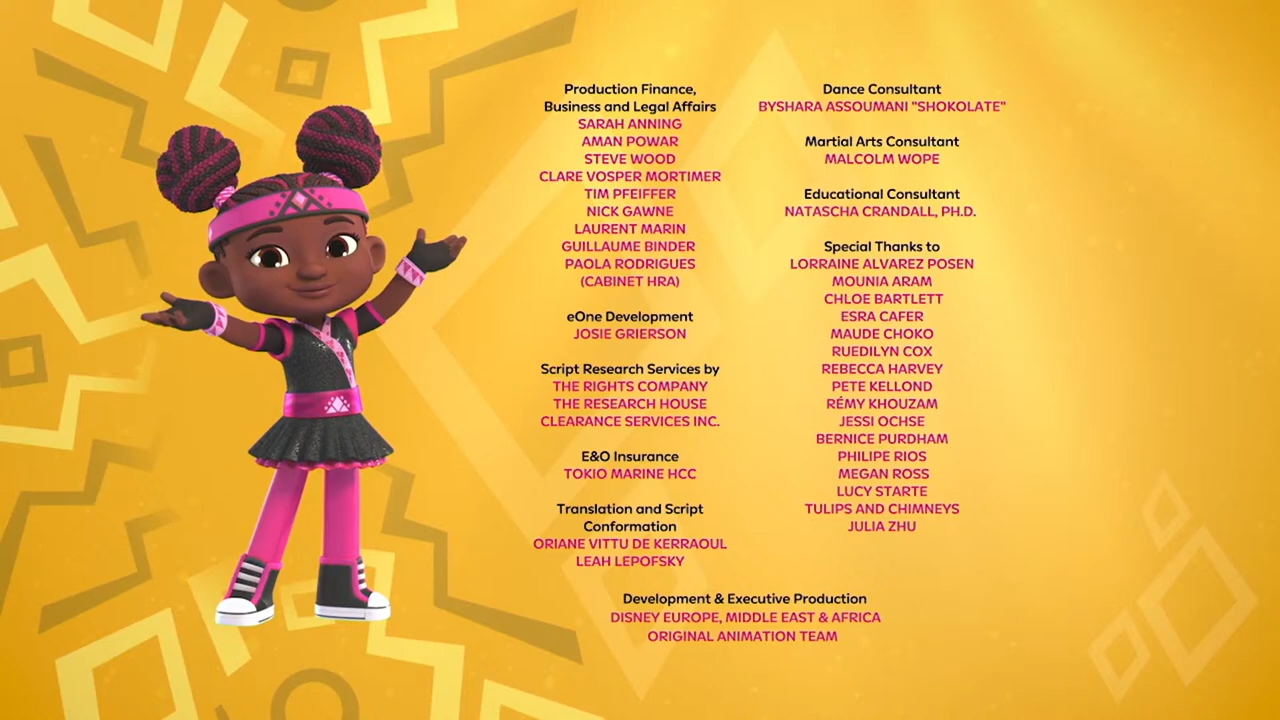 Production Finance,
Business and Legal Affairs
SARAH ANNING
AMAN POWAR
STEVE WOOD
CLARE VOSPER MORTIMER
TIM PFEIFFER
NICK GAWNE
LAURENT MARIN
GUILLAUME BINDER
PAOLA RODRIGUES
(CABINET HRA)
eOne Development
JOSIE GRIERSON
Script Research Services by
THE RIGHTS COMPANY
THE RESEARCH HOUSE
CLEARANCE SERVICES INC.
E&O Insurance
TOKIO MARINE HCC
Translation and Script
Conformation
ORIANE VITTU DE KERRAOUL
LEAH LEPOFSKY
Dance Consultant
BYSHARA ASSOUMANI "SHOKOLATE"
Martial Arts Consultant
MALCOLM WOPE
Educational Consultant
NATASCHA CRANDALL, PH.D.
Special Thanks to
LORRAINE ALVAREZ POSEN
MOUNIA ARAM
CHLOE BARTLETT
ESRA CAFER
MAUDE CHOKO
RUEDILYN COX
REBECCA HARVEY
PETE KELLOND
RÉMY KHOUZAM
JESSI OCHSE
BERNICE PURDHAM
PHILIPE RIOS
MEGAN ROSS
LUCY STARTE
TULIPS AND CHIMNEYS
JULIA ZHU
Development & Executive Production
DISNEY EUROPE, MIDDLE EAST & AFRICA
ORIGINAL ANIMATION TEAM